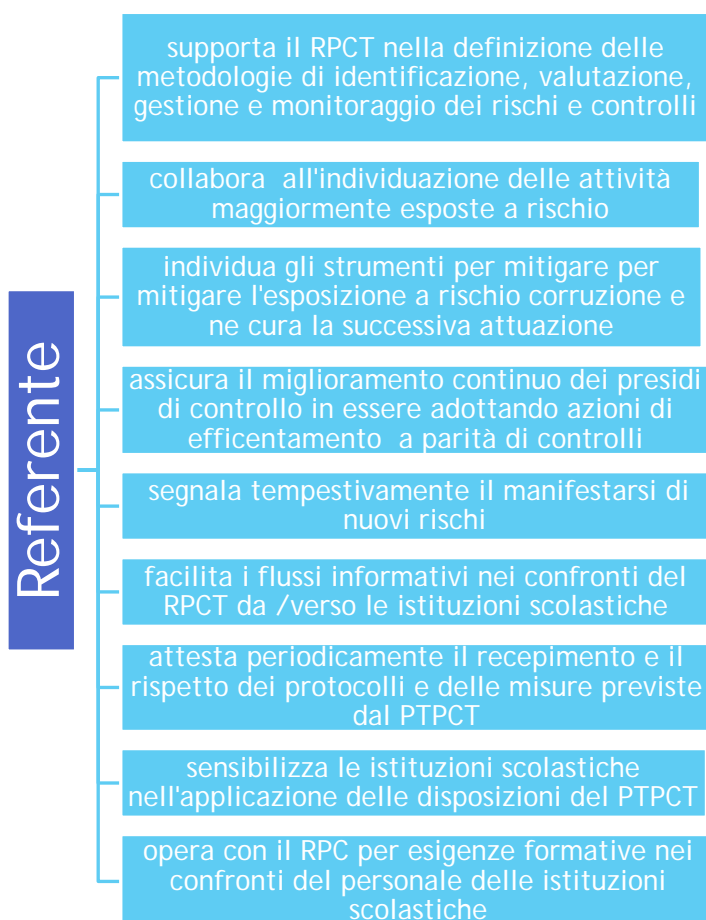 Referente
supporta il RPCT nella definizione delle
metodologie di identificazione, valutazione,
gestione e monitoraggio dei rischi e controlli
collabora all'individuazione delle attività
maggiormente esposte a rischio
individua gli strumenti per mitigare per
mitigare l'esposizione a rischio corruzione e
ne cura la successiva attuazione
assicura il miglioramento continuo dei presidi
di controllo in essere adottando azioni di
efficentamento a parità di controlli
segnala tempestivamente il manifestarsi di
nuovi rischi
facilita i flussi informativi nei confronti del
RPCT da /verso le istituzioni scolastiche
attesta periodicamente il recepimento e il
rispetto dei protocolli e delle misure previste
dal PTPCT
sensibilizza le istituzioni scolastiche
nell'applicazione delle disposizioni del PTPCT
opera con il RPC per esigenze formative nei
confronti del personale delle istituzioni
scolastiche